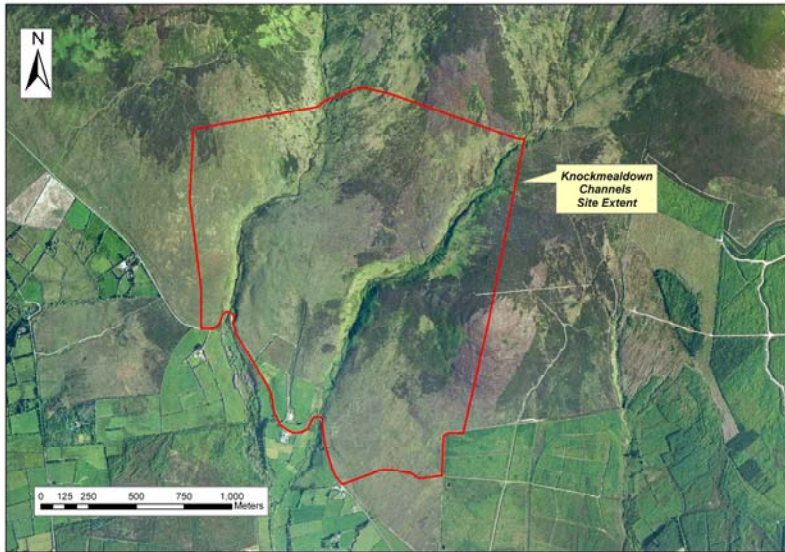 N
Knockmealdown
Channels
Site Extent
0 125 250 500 750 1,000
Meters